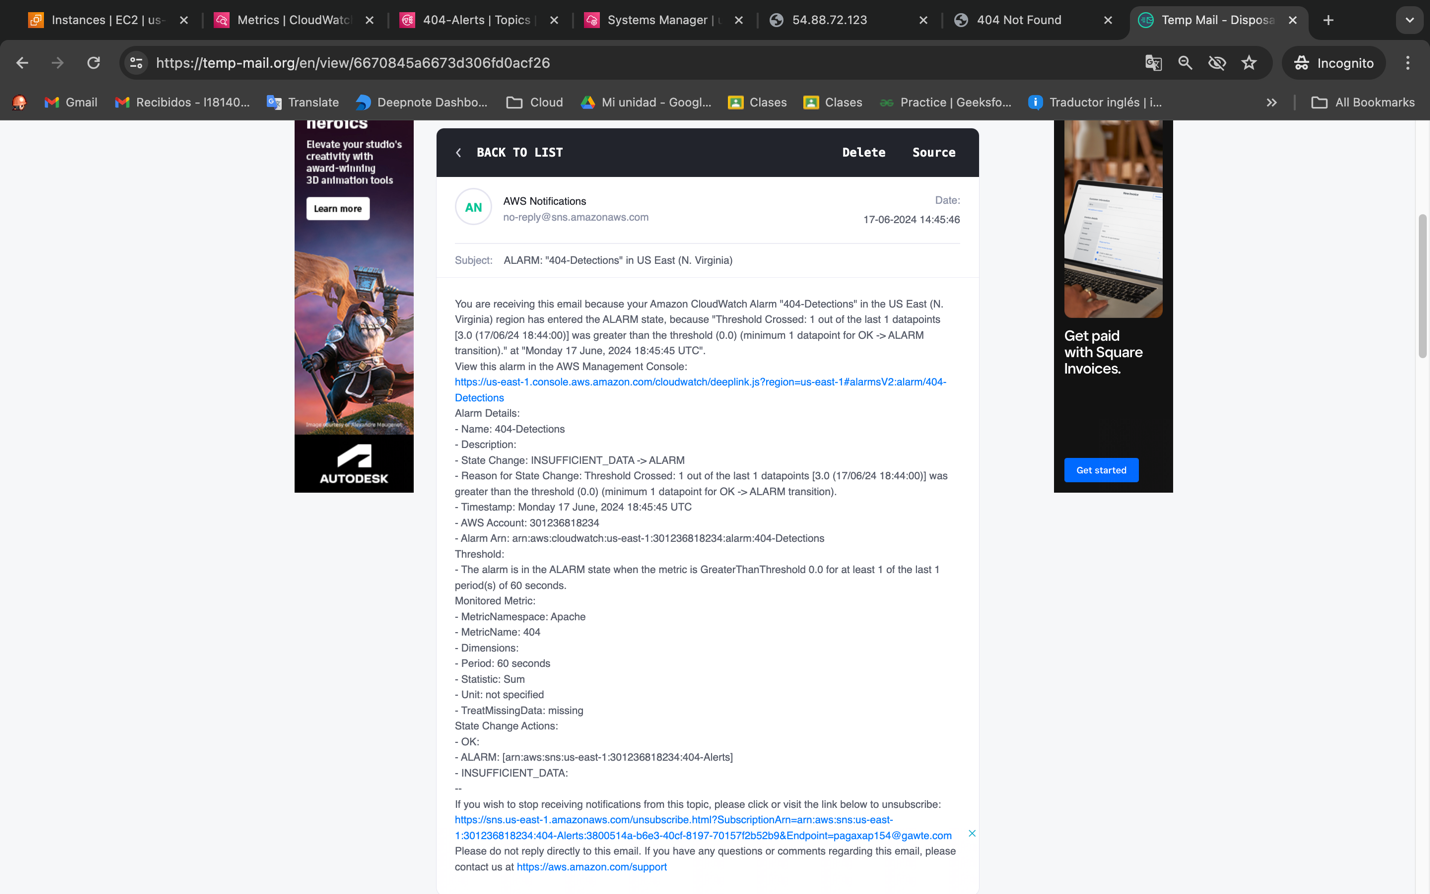 Instances | EC2 | us-
Metrics | CloudWatc
404-Alerts | Topics |
Systems Manager | u
54.88.72.123
404 Not Found
Temp Mail - Disposa
https://temp-mail.org/en/view/6670845a6673d306fd0acf26
Incognito
Gmail
Recibidos - l18140...
Translate
Deepnote Dashbo...
Cloud
Mi unidad - Googl...
Clases
Clases
Practice | Geeksfo...
Traductor inglés | i...
»
All Bookmarks
heroics
Elevate your studio's
creativity with
award-winning
3D animation tools
Learn more
Image courtesy of Alexandre Mougenot
AUTODESK
BACK TO LIST
Delete
Source
AN
AWS Notifications
no-reply@sns.amazonaws.com
Date:
17-06-2024 14:45:46
Subject: ALARM: "404-Detections" in US East (N. Virginia)
You are receiving this email because your Amazon CloudWatch Alarm "404-Detections" in the US East (N.
Virginia) region has entered the ALARM state, because "Threshold Crossed: 1 out of the last 1 datapoints
[3.0 (17/06/24 18:44:00)] was greater than the threshold (0.0) (minimum 1 datapoint for OK -> ALARM
transition)." at "Monday 17 June, 2024 18:45:45 UTC".
View this alarm in the AWS Management Console:
https://us-east-1.console.aws.amazon.com/cloudwatch/deeplink.js?region=us-east-1#alarmsV2:alarm/404-
Detections
Alarm Details:
- Name: 404-Detections
- Description:
- State Change: INSUFFICIENT_DATA -> ALARM
- Reason for State Change: Threshold Crossed: 1 out of the last 1 datapoints [3.0 (17/06/24 18:44:00)] was
greater than the threshold (0.0) (minimum 1 datapoint for OK -> ALARM transition).
- Timestamp: Monday 17 June, 2024 18:45:45 UTC
- AWS Account: 301236818234
- Alarm Arn: arn:aws:cloudwatch:us-east-1:301236818234:alarm:404-Detections
Threshold:
- The alarm is in the ALARM state when the metric is GreaterThanThreshold 0.0 for at least 1 of the last 1
period(s) of 60 seconds.
Monitored Metric:
- MetricNamespace: Apache
- MetricName: 404
- Dimensions:
- Period: 60 seconds
- Statistic: Sum
- Unit: not specified
- TreatMissingData: missing
State Change Actions:
- OK:
- ALARM: [arn:aws:sns:us-east-1:301236818234:404-Alerts]
- INSUFFICIENT_DATA:
--
If you wish to stop receiving notifications from this topic, please click or visit the link below to unsubscribe:
https://sns.us-east-1.amazonaws.com/unsubscribe.html?SubscriptionArn=arn:aws:sns:us-east-
1:301236818234:404-Alerts:3800514a-b6e3-40cf-8197-70157f2b52b9&Endpoint=pagaxap154@gawte.com
Please do not reply directly to this email. If you have any questions or comments regarding this email, please
contact us at https://aws.amazon.com/support
Get paid
with Square
Invoices.
Get started